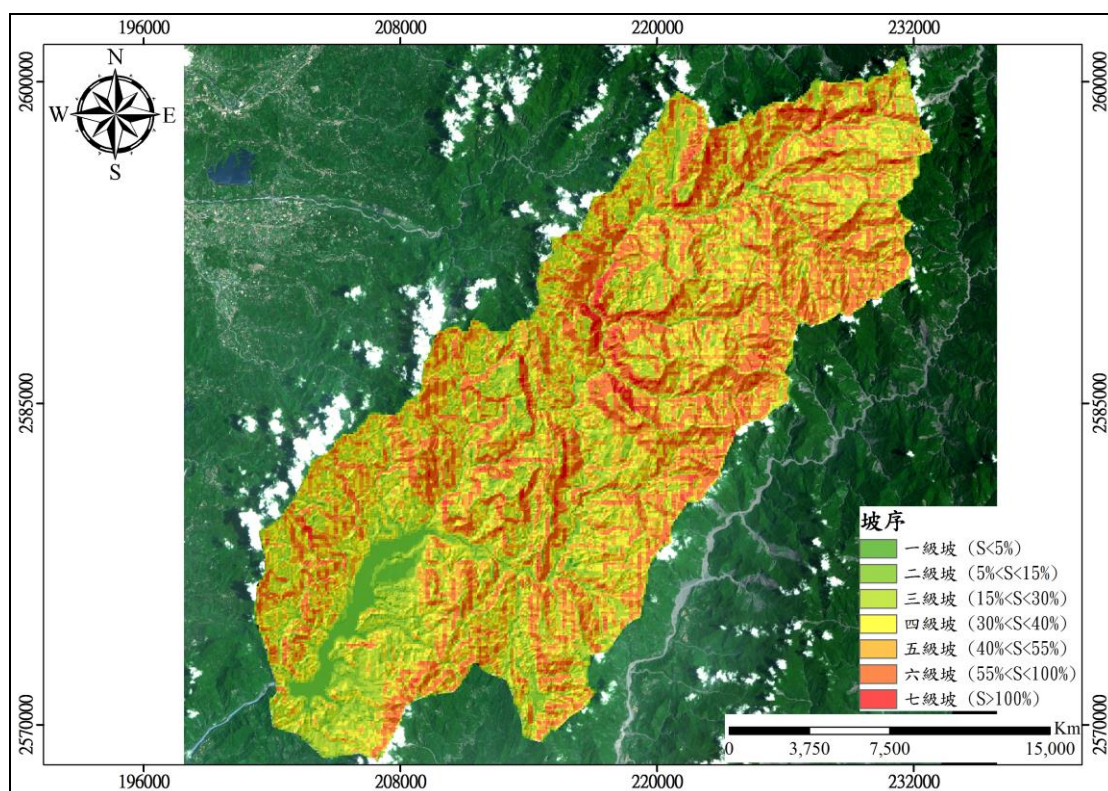 196000 208000 220000 232000
N
W E
S
2600000 2600000
2585000 2585000
2570000 2570000
坡序
一級坡 (S<5%)
二級坡 (5%<S<15%)
三級坡 (15%<S<30%)
四級坡 (30%<S<40%)
五級坡 (40%<S<55%)
六級坡 (55%<S<100%)
七級坡 (S>100%)
Km
0 3,750 7,500 15,000
196000 208000 220000 232000